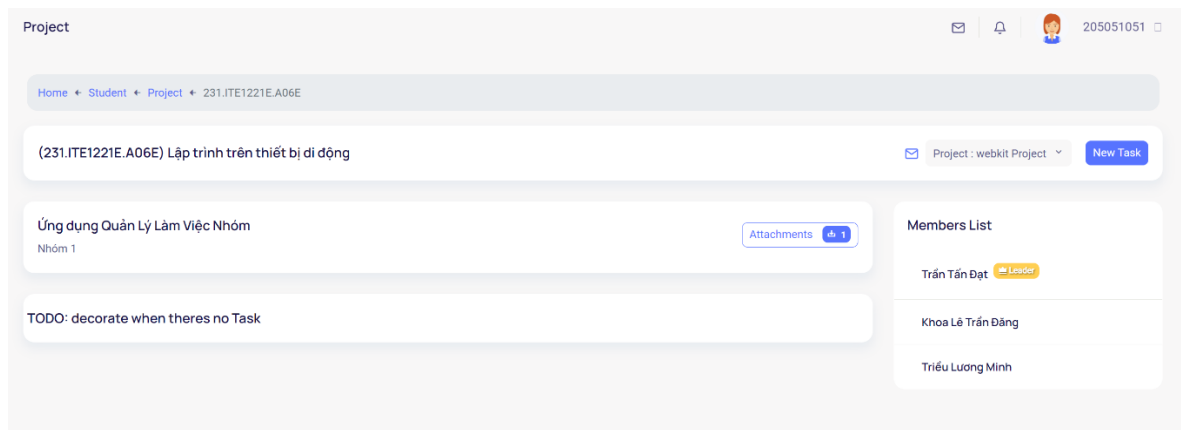 Project
205051051
Home Student Project 231.ITE1221E.A06E
(231.ITE1221E.A06E) Lập trình trên thiết bị di động
Project : webkit Project
New Task
Ứng dụng Quản Lý Làm Việc Nhóm
Nhóm 1
Attachments 1
TODO: decorate when theres no Task
Members List
Trần Tấn Đạt Leader
Khoa Lê Trần Đăng
Triều Lương Minh